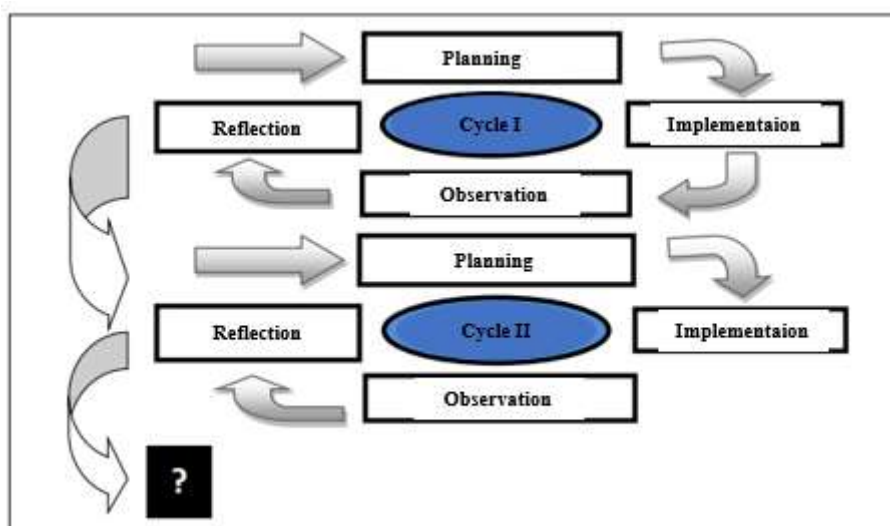 Planning
Reflection
Cycle I
Implementaion
Observation
Planning
Reflection
Cycle II
Implementaion
Observation
?